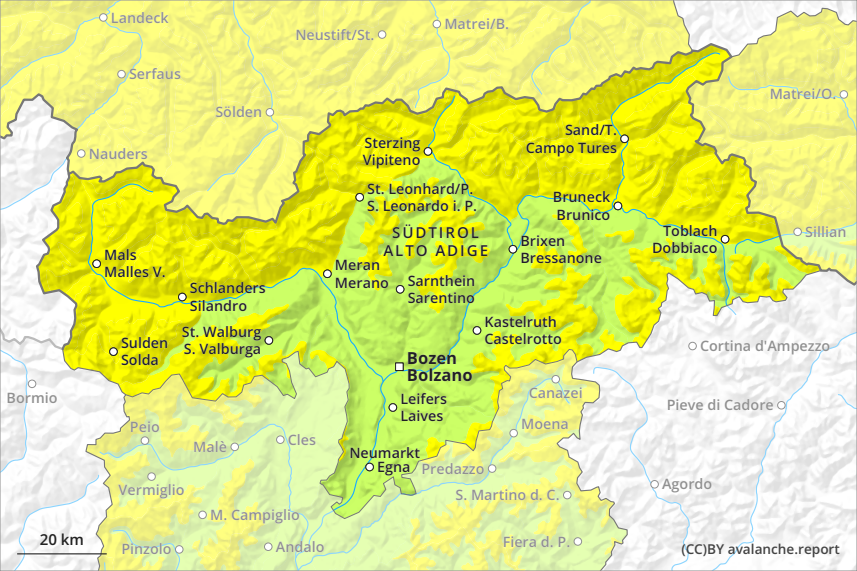 Landeck
Matrei/B.
Neustift/St.
Serfaus
Matrei/O.
Sölden
Sand/T.
Campo Tures
Sterzing
Vipiteno
Nauders
St. Leonhard/P.
S. Leonardo i. P.
Bruneck
Brunico
SÜDTIROL
ALTO ADIGE
Toblach
Dobbiaco
Sillian
Brixen
Bressanone
Mals
Malles V.
Meran
Merano
Sarnthein
Sarentino
Schlanders
Silandro
St. Walburg
S. Valburga
Kastelruth
Castelrotto
Sulden
Solda
Cortina d'Ampezzo
Bozen
Bolzano
Bormio
Canazei
Leifers
Laives
Pieve di Cadore
Peio
Moena
Cles
Malè
Neumarkt
Egna
Predazzo
Vermiglio
Agordo
S. Martino d. C.
M. Campiglio
20 km
Pinzolo
Andalo
Fiera d. P.
(CC)BY avalanche.report